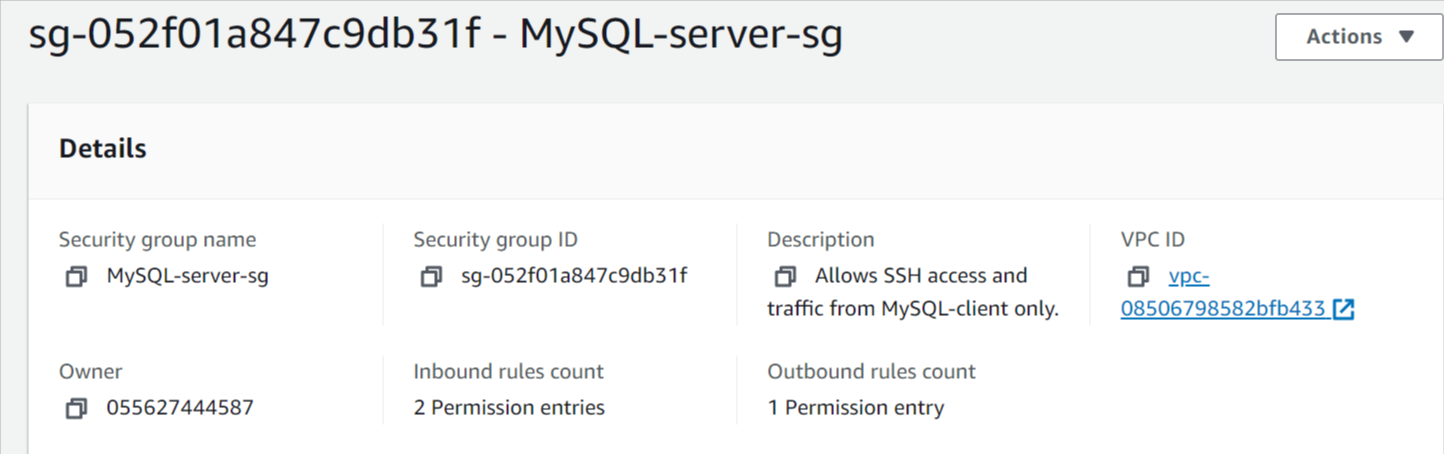 sg-052f01a847c9db31f - MySQL-server-sg
Actions
Details
Security group name
MySQL-server-sg
Security group ID
sg-052f01a847c9db31f
Description
Allows SSH access and
traffic from MySQL-client only.
VPC ID
vpc-
08506798582bfb433
Owner
055627444587
Inbound rules count
2 Permission entries
Outbound rules count
1 Permission entry